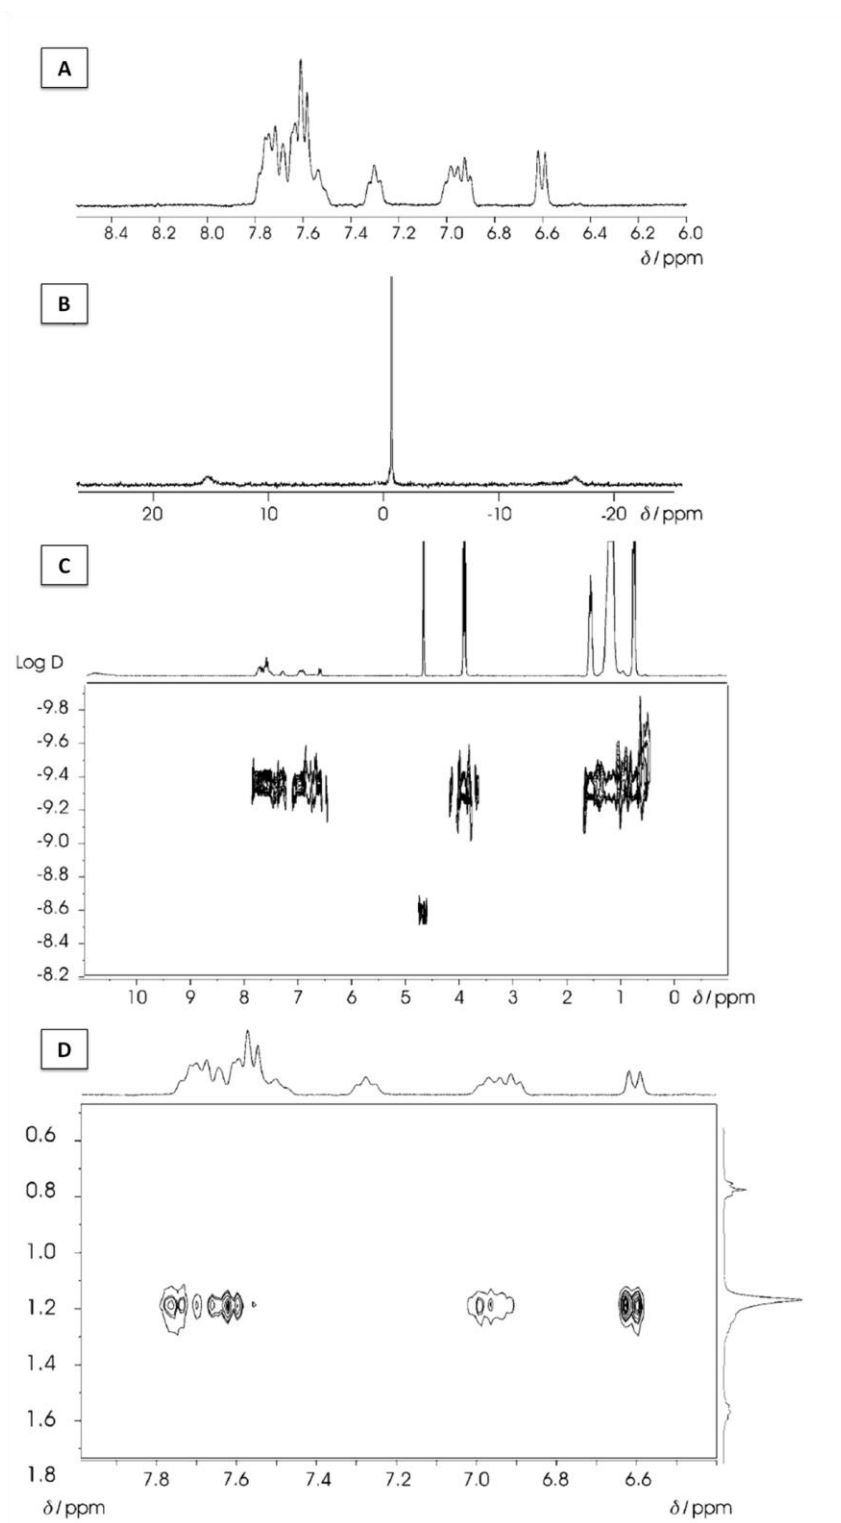 A
8.4 8.2 8.0 7.8 7.6 7.4 7.2 7.0 6.8 6.6 6.4 6.2 6.0
δ/ppm
B
20 10 0 -10 -20 δ/ppm
C
Log D
-9.8
-9.6
-9.4
-9.2
-9.0
-8.8
-8.6
-8.4
-8.2
10 9 8 7 6 5 4 3 2 1 0 δ/ppm
D
0.6
0.8
1.0
1.2
1.4
1.6
1.8
7.8 7.6 7.4 7.2 7.0 6.8 6.6
δ/ppm δ/ppm